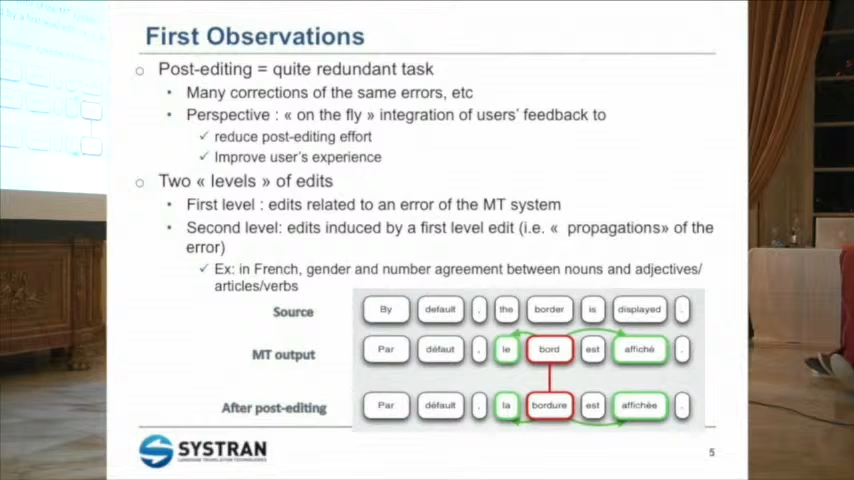 First Observations
Post-editing = quite redundant task
Many corrections of the same errors, etc
Perspective : « on the fly » integration of users' feedback to
reduce post-editing effort
Improve user's experience
Two « levels » of edits
First level : edits related to an error of the MT system
Second level: edits induced by a first level edit (i.e. « propagations» of the
error)
Ex: in French, gender and number agreement between nouns and adjectives/
articles/verbs
Source By default , the border is displayed .
MT output Par défaut , le bord est affiché .
After post-editing Par défaut , la bordure est affichée .
SYSTRAN
LANGUAGE TRANSLATION TECHNOLOGIES
5